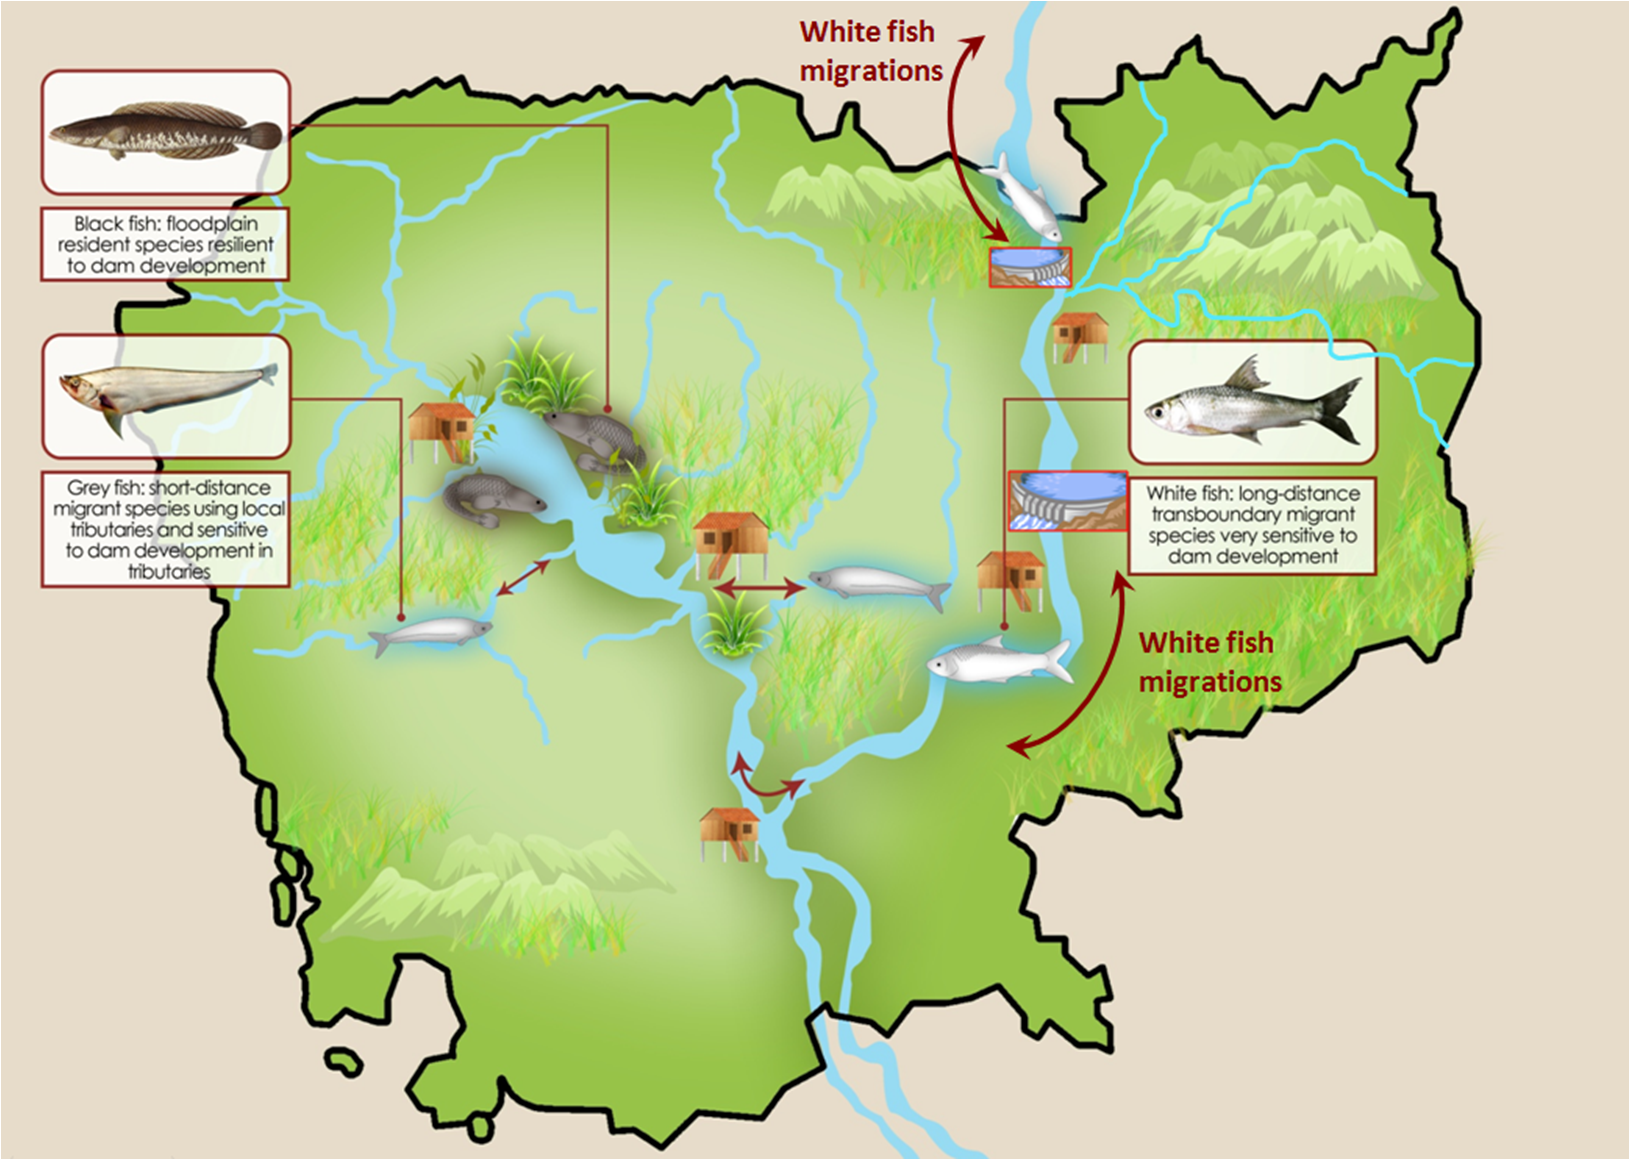 White fish
migrations
Black fish: floodplain
resident species resilient
to dam development
Grey fish: short-distance
migrant species using local
tributaries and sensitive
to dam development in
tributaries
White fish: long-distance
transboundary migrant
species very sensitive to
dam development
White fish
migrations